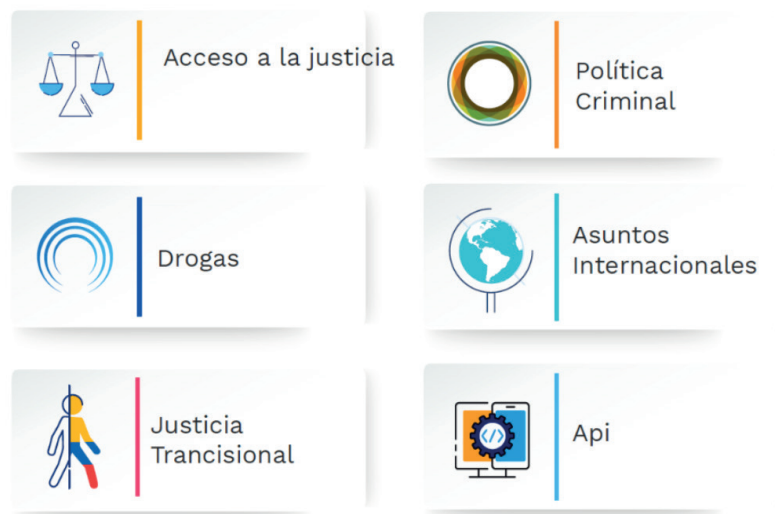 Acceso a la justicia
Política
Criminal
Drogas
Asuntos
Internacionales
Justicia
Trancisional
Api